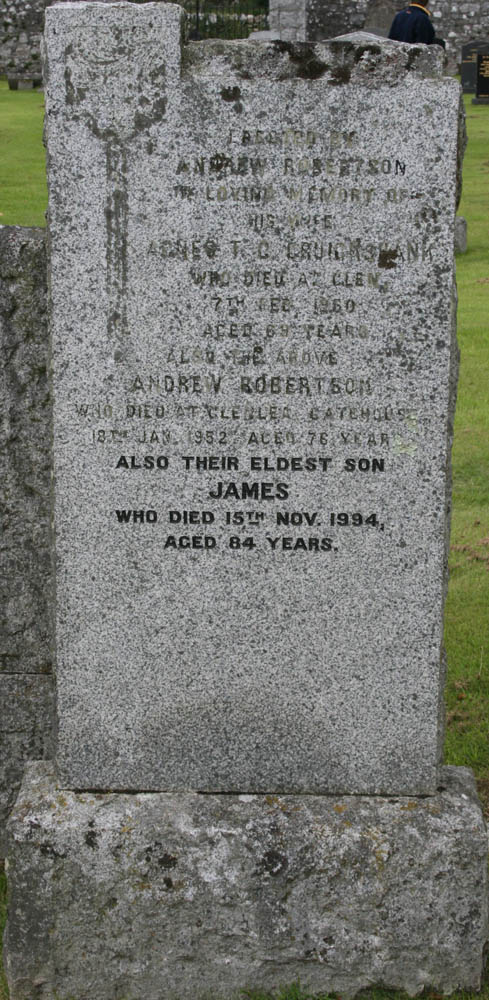 ERECTED BY
ANDREW ROBERTSON
IN LOVING MEMORY OF
HIS WIFE
AGNES T. C. CRUICKSHANK
WHO DIED AT
7TH FEB. 1950
AGED 69 YEARS
ALSO THE ABOVE
ANDREW ROBERTSON
WHO DIED AT GLENLEA, GATEHOUSE
18TH JAN. 1952 AGED 76 YEARS
ALSO THEIR ELDEST SON
JAMES
WHO DIED 15TH NOV. 1994,
AGED 84 YEARS.